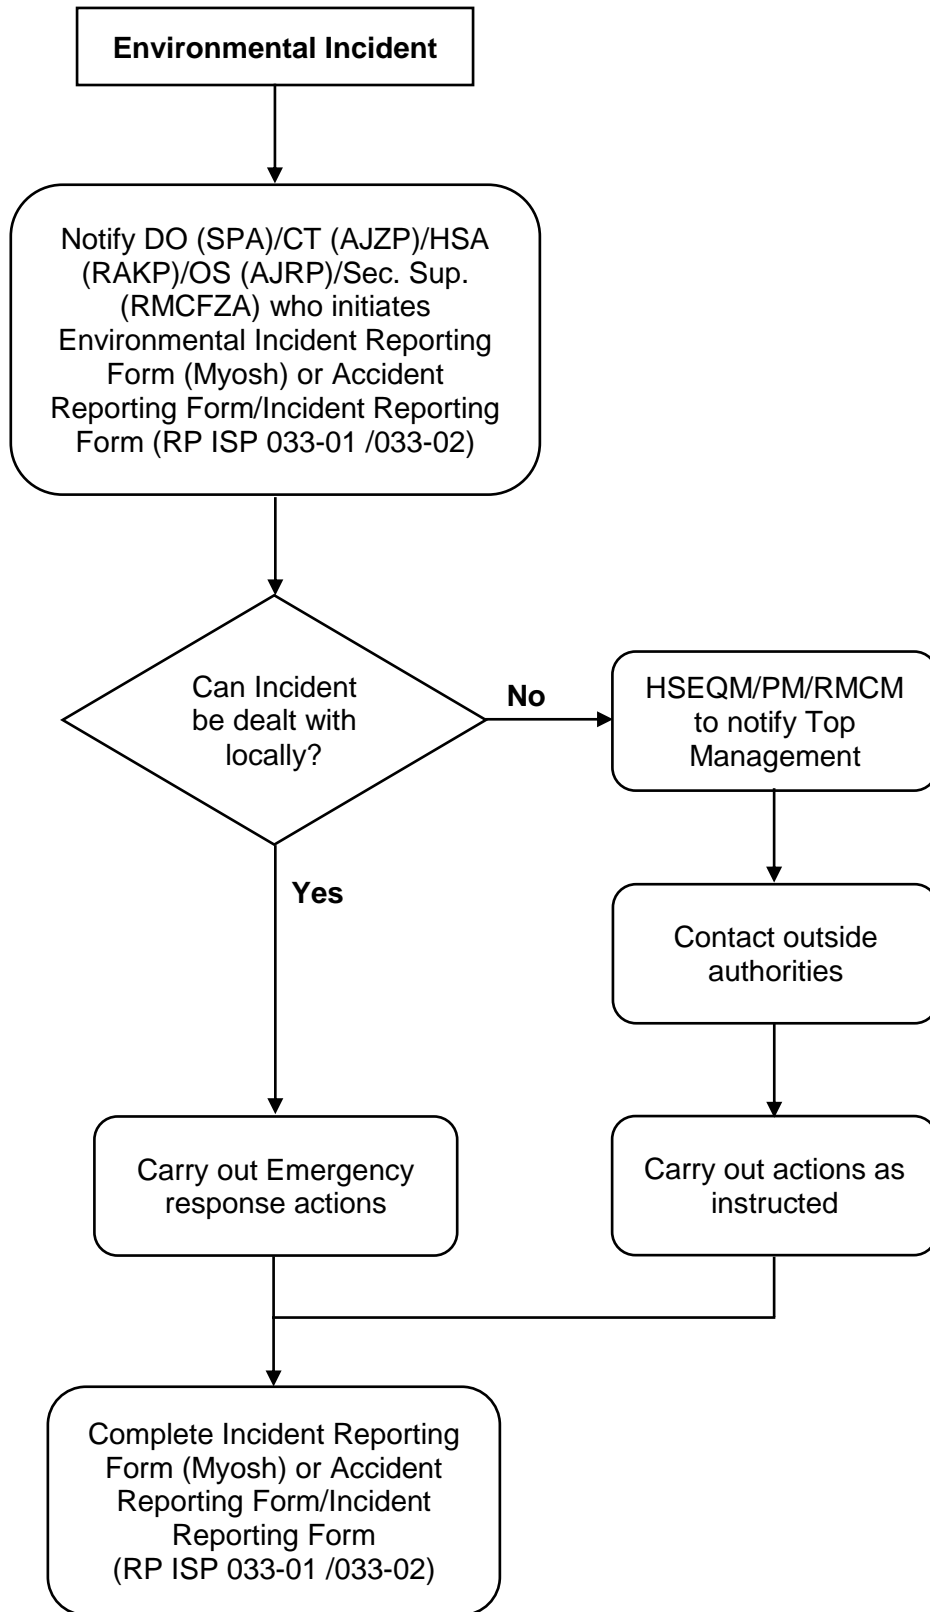 Environmental Incident
Notify DO (SPA)/CT (AJZP)/HSA
(RAKP)/OS (AJRP)/Sec. Sup.
(RMCFZA) who initiates
Environmental Incident Reporting
Form (Myosh) or Accident
Reporting Form/Incident Reporting
Form (RP ISP 033-01 /033-02)
Can Incident
be dealt with
locally?
No
HSEQM/PM/RMCM
to notify Top
Management
Yes
Contact outside
authorities
Carry out Emergency
response actions
Carry out actions as
instructed
Complete Incident Reporting
Form (Myosh) or Accident
Reporting Form/Incident
Reporting Form
(RP ISP 033-01 /033-02)